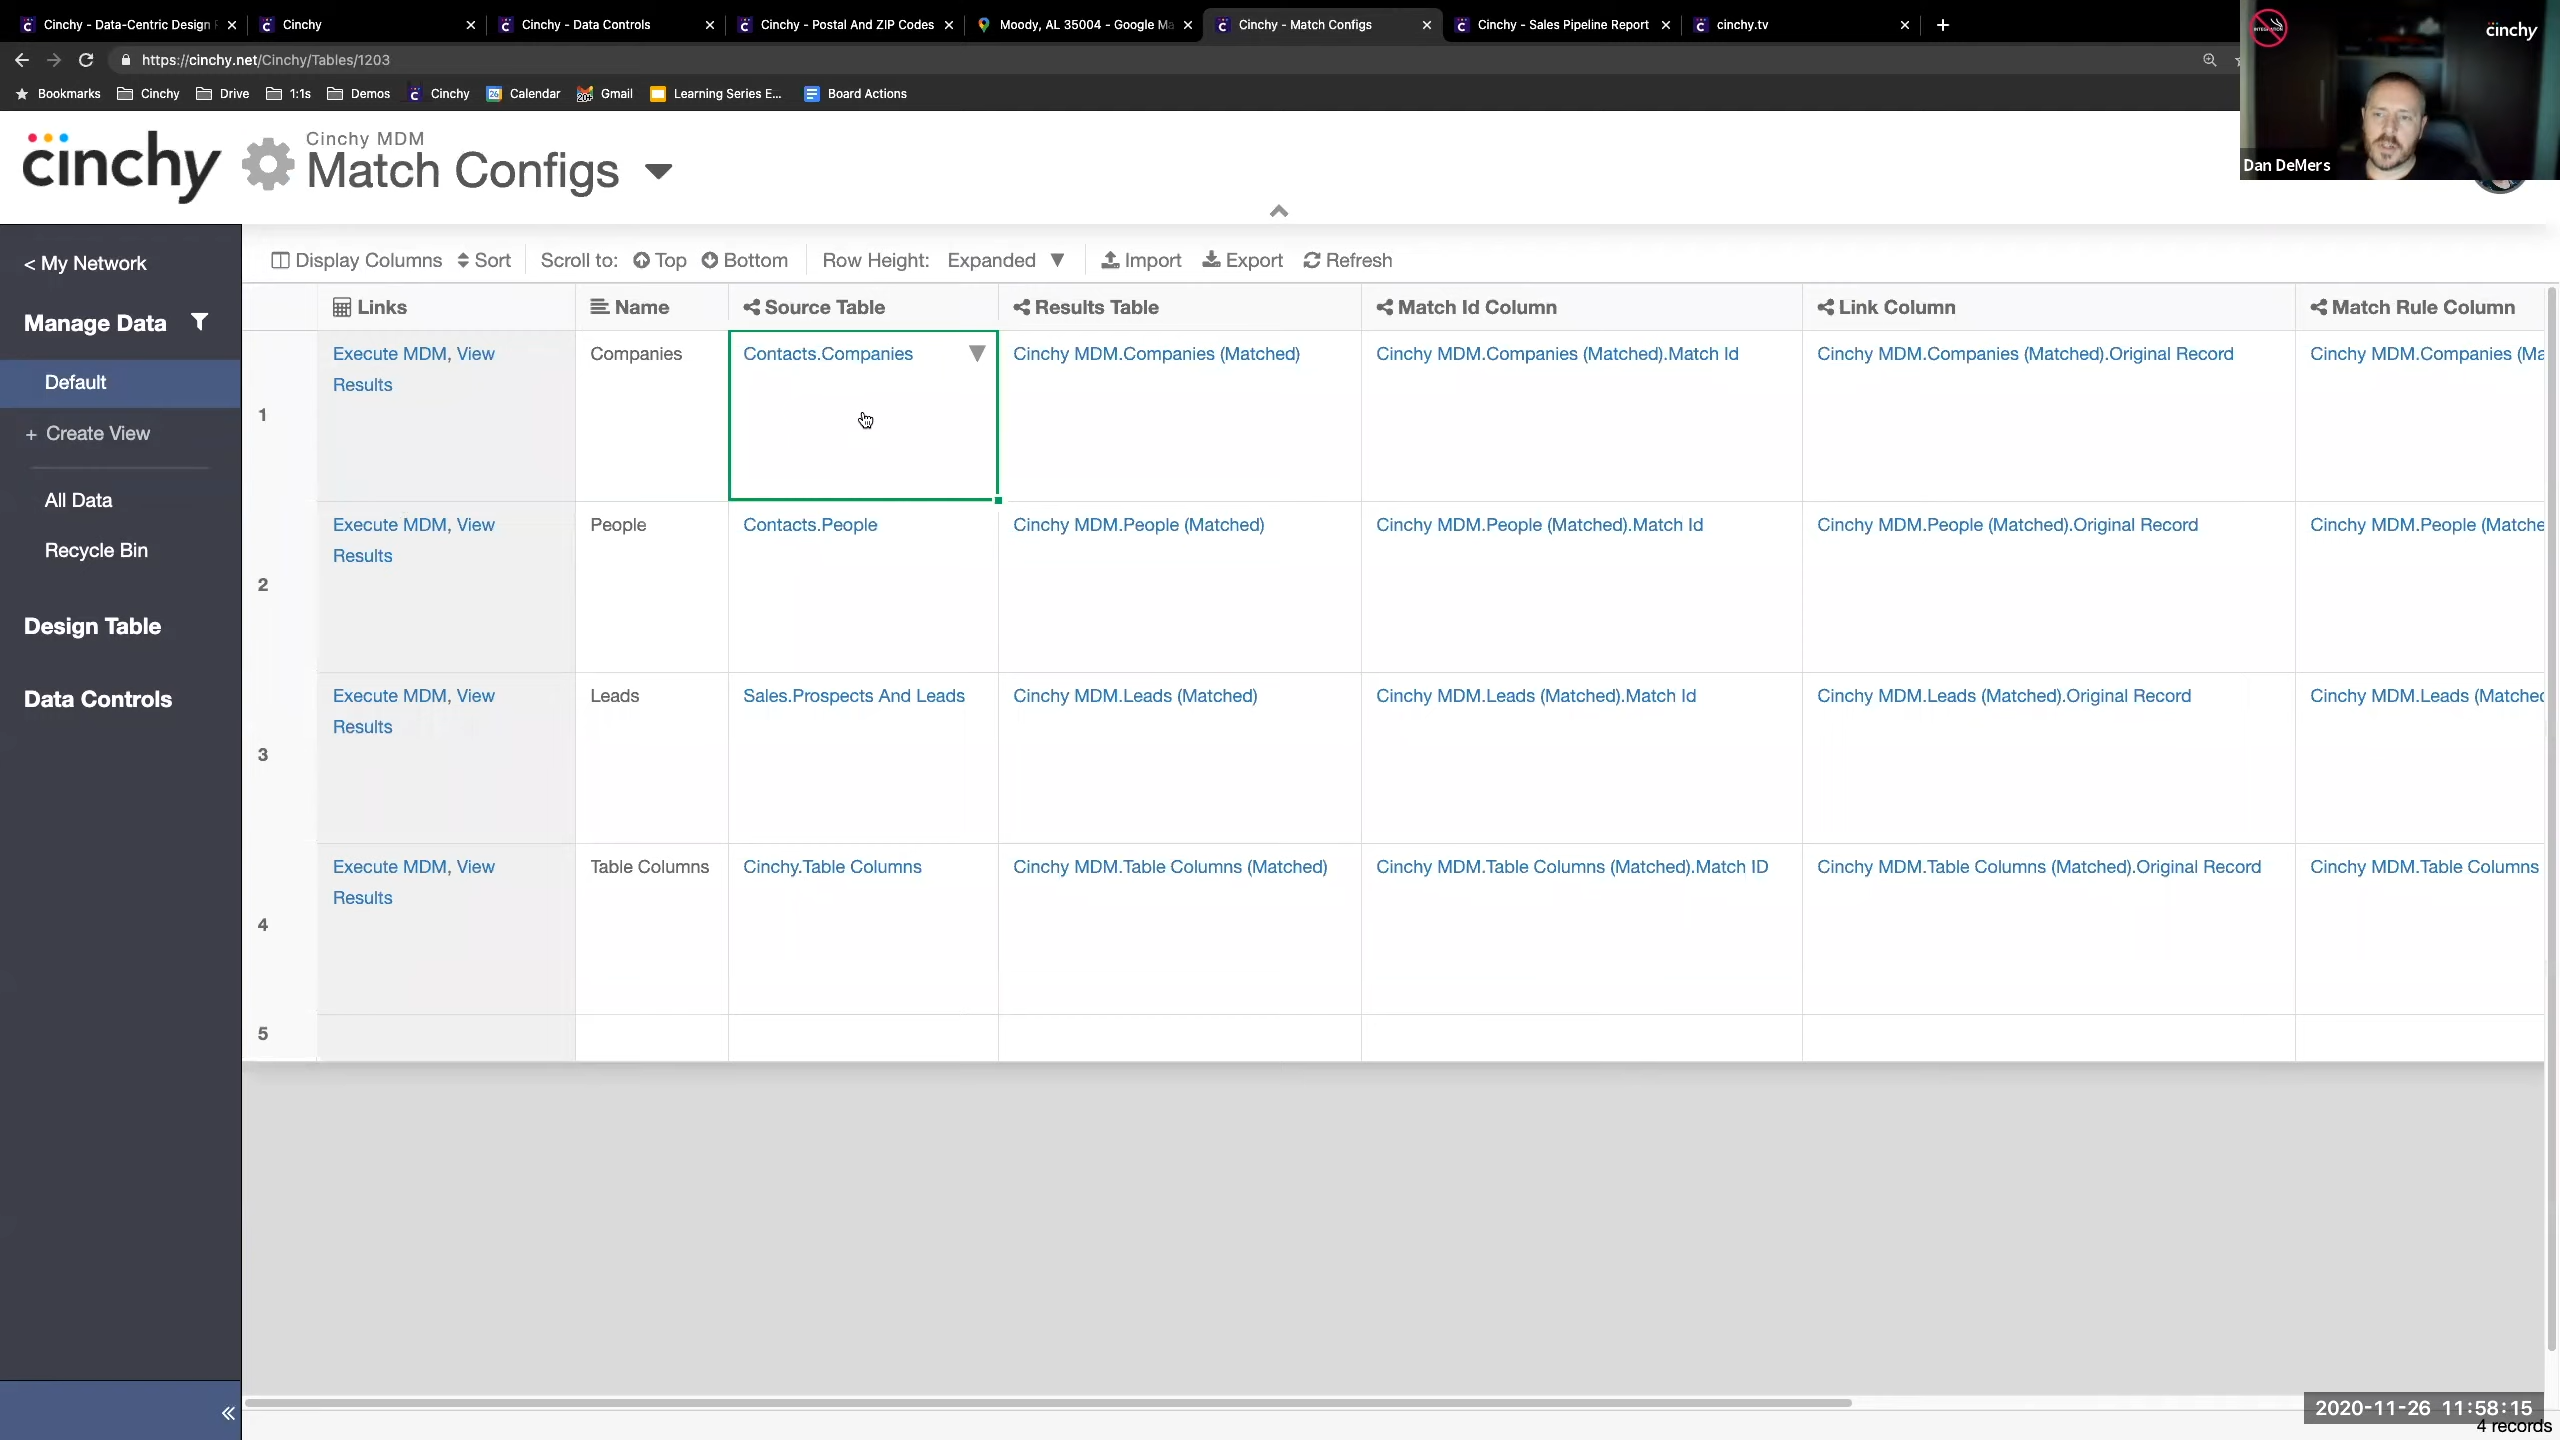 Cinchy - Data-Centric Design
Cinchy
Cinchy - Data Controls
Cinchy - Postal And ZIP Codes
Moody, AL 35004 - Google Ma
Cinchy - Match Configs
Cinchy - Sales Pipeline Report
cinchy.tv
https://cinchy.net/Cinchy/Tables/1203
Bookmarks Cinchy Drive 1:1s Demos Cinchy Calendar Gmail Learning Series E... Board Actions
cinchy
Dan DeMers
cinchy
Cinchy MDM
Match Configs
< My Network
Manage Data
Default
+ Create View
All Data
Recycle Bin
Design Table
Data Controls
Display Columns Sort Scroll to: Top Bottom Row Height: Expanded Import Export Refresh
Links Name Source Table Results Table Match Id Column Link Column Match Rule Column
1 Execute MDM, View Results Companies Contacts.Companies Cinchy MDM.Companies (Matched) Cinchy MDM.Companies (Matched).Match Id Cinchy MDM.Companies (Matched).Original Record Cinchy MDM.Companies (Ma
2 Execute MDM, View Results People Contacts.People Cinchy MDM.People (Matched) Cinchy MDM.People (Matched).Match Id Cinchy MDM.People (Matched).Original Record Cinchy MDM.People (Matche
3 Execute MDM, View Results Leads Sales.Prospects And Leads Cinchy MDM.Leads (Matched) Cinchy MDM.Leads (Matched).Match Id Cinchy MDM.Leads (Matched).Original Record Cinchy MDM.Leads (Matched
4 Execute MDM, View Results Table Columns Cinchy.Table Columns Cinchy MDM.Table Columns (Matched) Cinchy MDM.Table Columns (Matched).Match ID Cinchy MDM.Table Columns (Matched).Original Record Cinchy MDM.Table Columns
5
2020-11-26 11:58:15
4 records